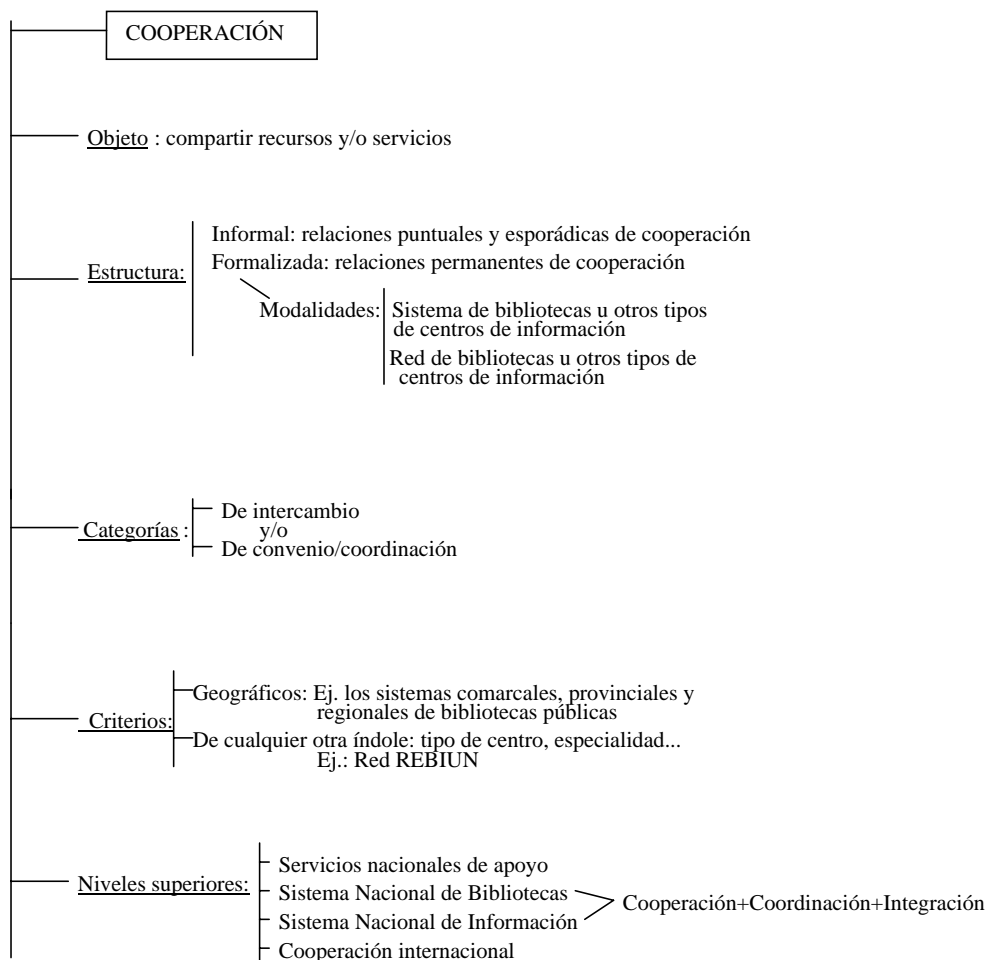 COOPERACIÓN
Objeto : compartir recursos y/o servicios
Estructura:
Informal: relaciones puntuales y esporádicas de cooperación
Formalizada: relaciones permanentes de cooperación
Modalidades:
Sistema de bibliotecas u otros tipos
de centros de información
Red de bibliotecas u otros tipos de
centros de información
Categorías :
De intercambio
y/o
De convenio/coordinación
Criterios:
Geográficos: Ej. los sistemas comarcales, provinciales y
regionales de bibliotecas públicas
De cualquier otra índole: tipo de centro, especialidad...
Ej.: Red REBIUN
Niveles superiores:
Servicios nacionales de apoyo
Sistema Nacional de Bibliotecas
Sistema Nacional de Información
Cooperación+Coordinación+Integración
Cooperación internacional